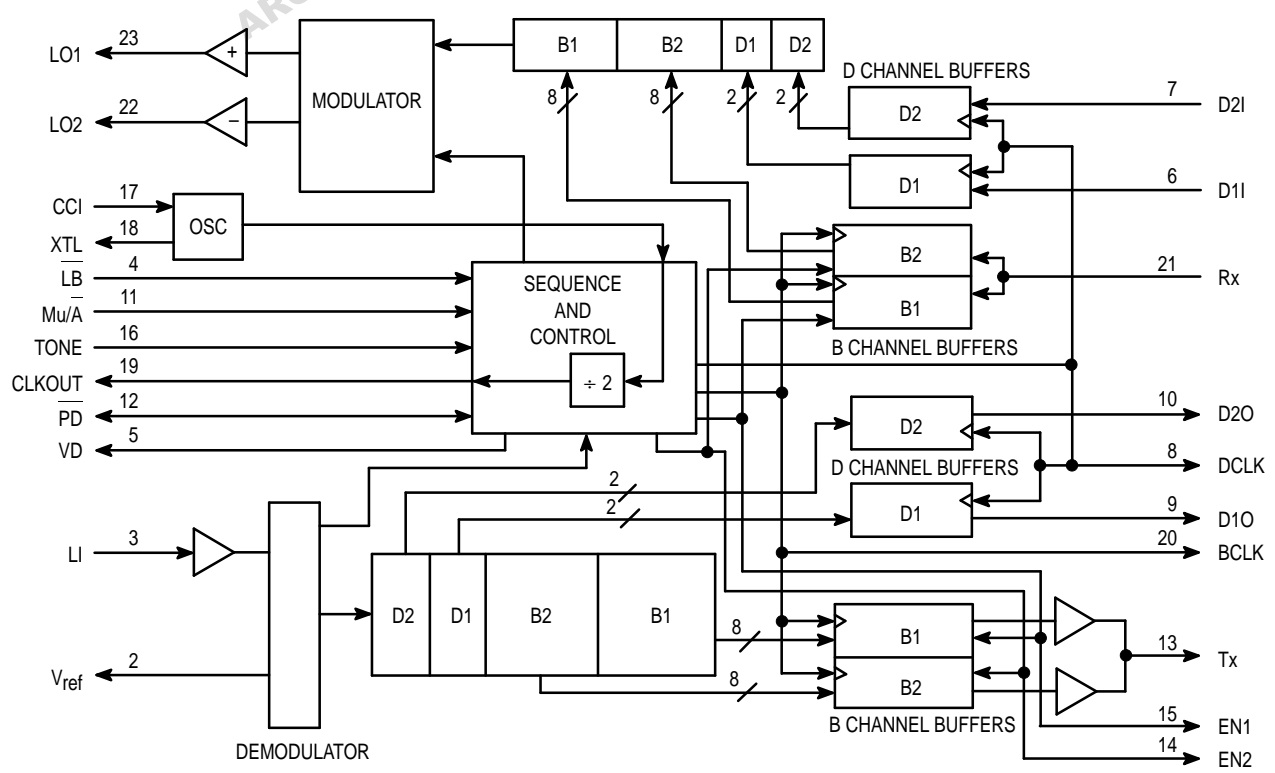 ARC
23
LO1
+
MODULATOR
B1
B2
D1
D2
D CHANNEL BUFFERS
8
8
2
2
7
D2I
D2
22
LO2
−
D1
6
D1I
17
CCI
OSC
18
XTL
4
LB
11
Mu/A
16
TONE
19
CLKOUT
12
PD
5
VD
SEQUENCE
AND
CONTROL
÷ 2
B2
21
Rx
B1
B CHANNEL BUFFERS
D2
10
D2O
D CHANNEL BUFFERS
8
DCLK
D1
9
D1O
20
BCLK
2
2
3
LI
D2
D1
B2
B1
8
8
2
Vref
DEMODULATOR
B1
B2
B CHANNEL BUFFERS
13
Tx
15
EN1
14
EN2